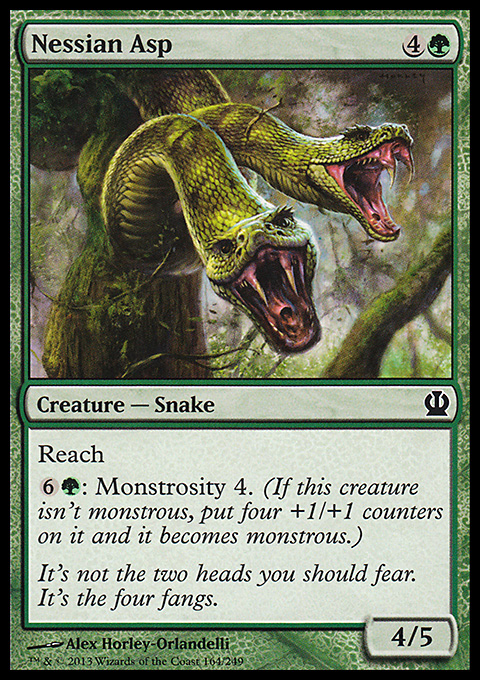 Nessian Asp 4
HORLEY
Creature — Snake
Reach
6: Monstrosity 4. (If this creature
isn't monstrous, put four +1/+1 counters
on it and it becomes monstrous.)
It's not the two heads you should fear.
It's the four fangs.
4/5
Alex Horley-Orlandelli
™ & © 2013 Wizards of the Coast 164/249